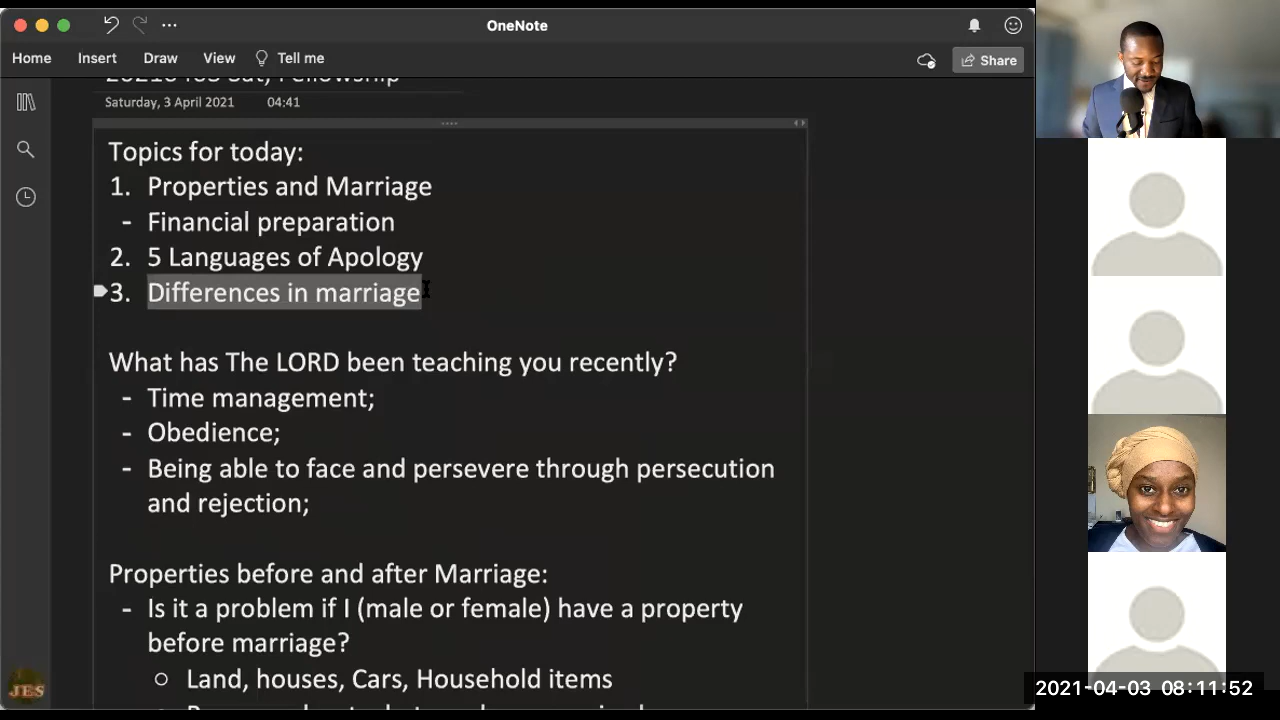 OneNote
Home Insert Draw View Tell me
Share
Fellowship
Saturday, 3 April 2021 04:41
Topics for today:
1. Properties and Marriage
- Financial preparation
2. 5 Languages of Apology
3. Differences in marriage
What has The LORD been teaching you recently?
- Time management;
- Obedience;
- Being able to face and persevere through persecution
and rejection;
Properties before and after Marriage:
- Is it a problem if I (male or female) have a property
before marriage?
Land, houses, Cars, Household items
JES
2021-04-03 08:11:52